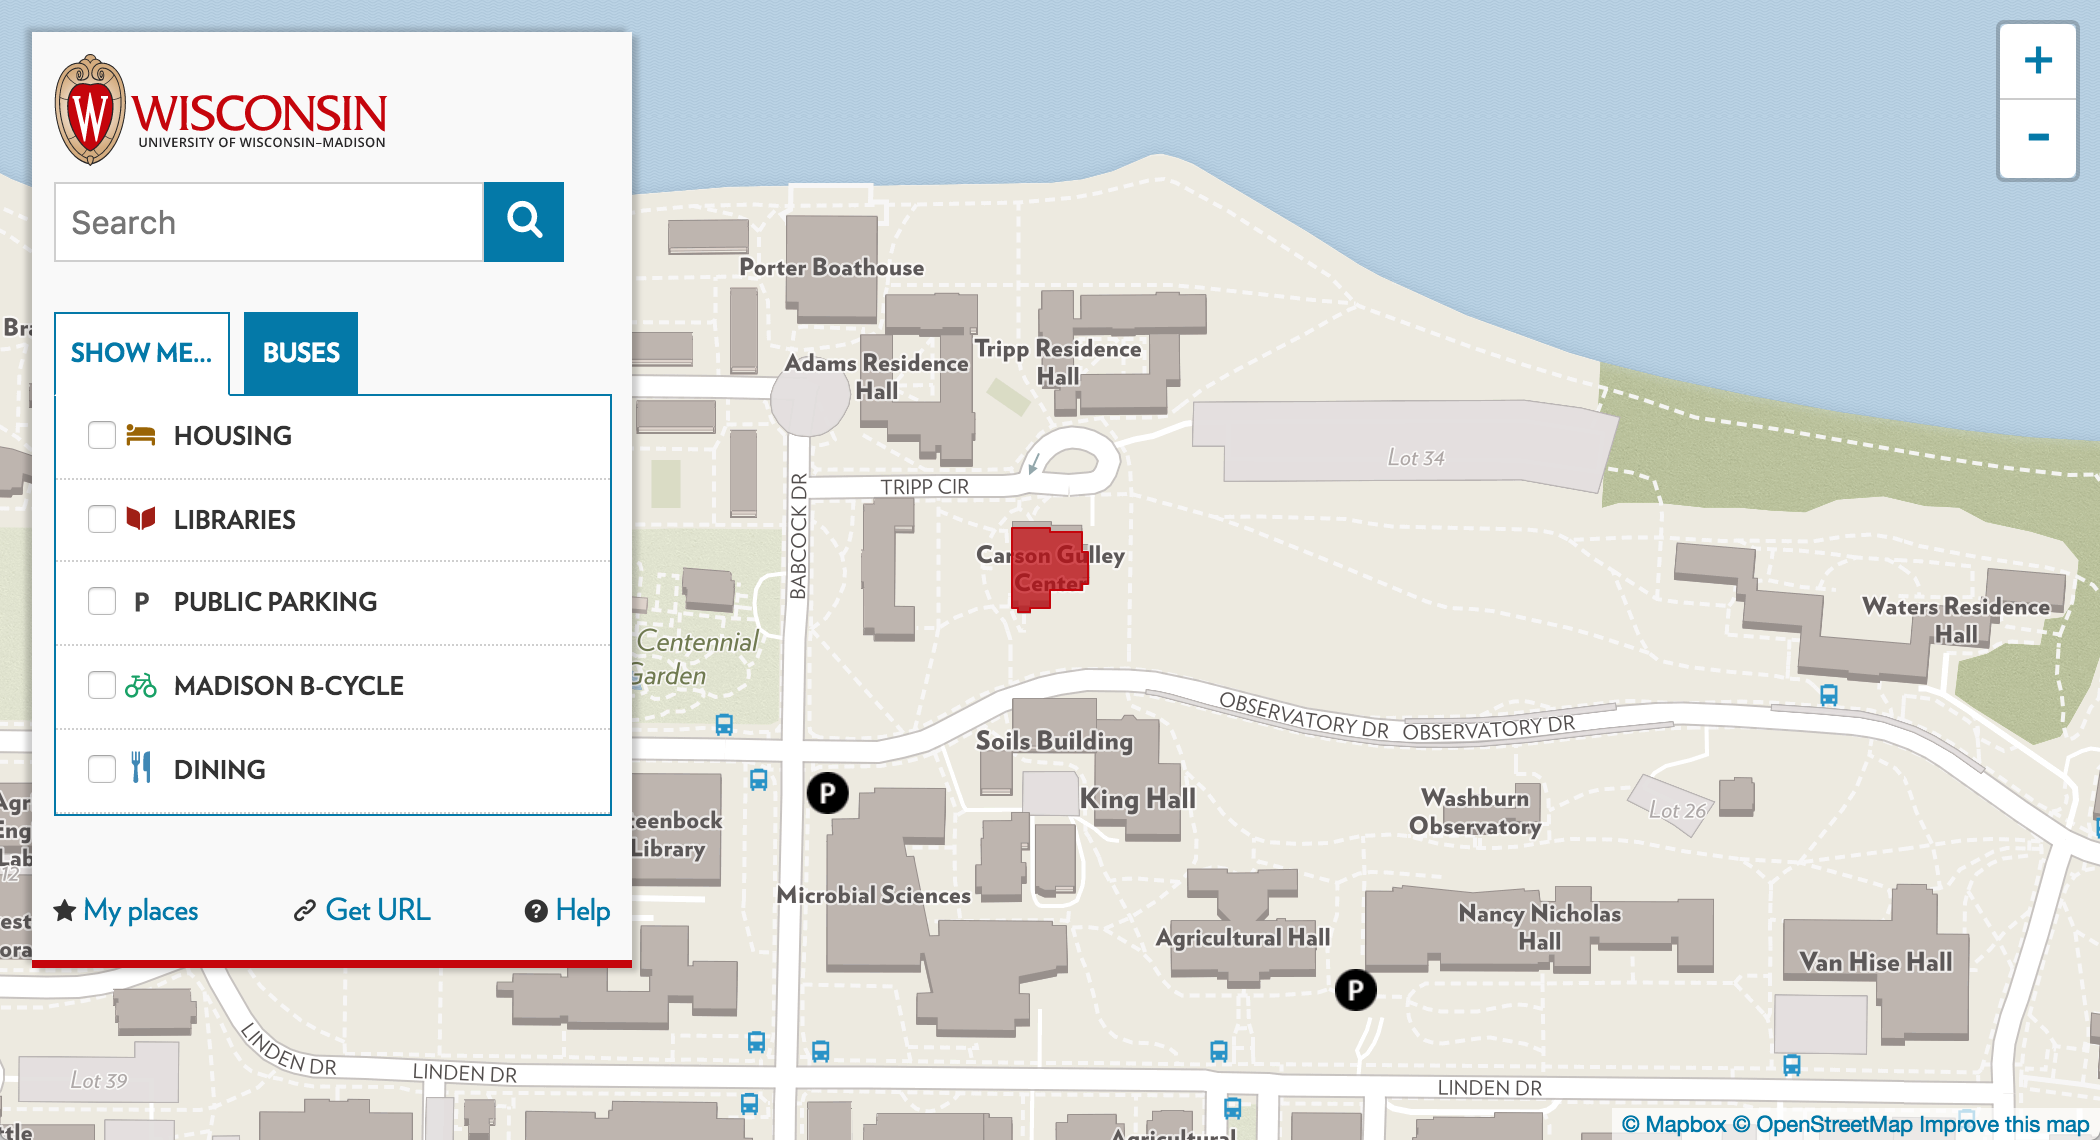 W WISCONSIN
UNIVERSITY OF WISCONSIN–MADISON
Search
SHOW ME...
BUSES
HOUSING
LIBRARIES
P PUBLIC PARKING
MADISON B-CYCLE
DINING
My places
Get URL
? Help
+
-
Porter Boathouse
Adams Residence
Hall
Tripp Residence
Hall
Lot 34
TRIPP CIR
BABCOCK DR
Carson Gulley
Center
Waters Residence
Hall
Centennial
Garden
OBSERVATORY DR
OBSERVATORY DR
Soils Building
King Hall
P
Washburn
Observatory
Lot 26
Library
Microbial Sciences
Agricultural Hall
Nancy Nicholas
Hall
Van Hise Hall
P
LINDEN DR
LINDEN DR
LINDEN DR
Lot 39
12
Agricultural
© Mapbox © OpenStreetMap Improve this map